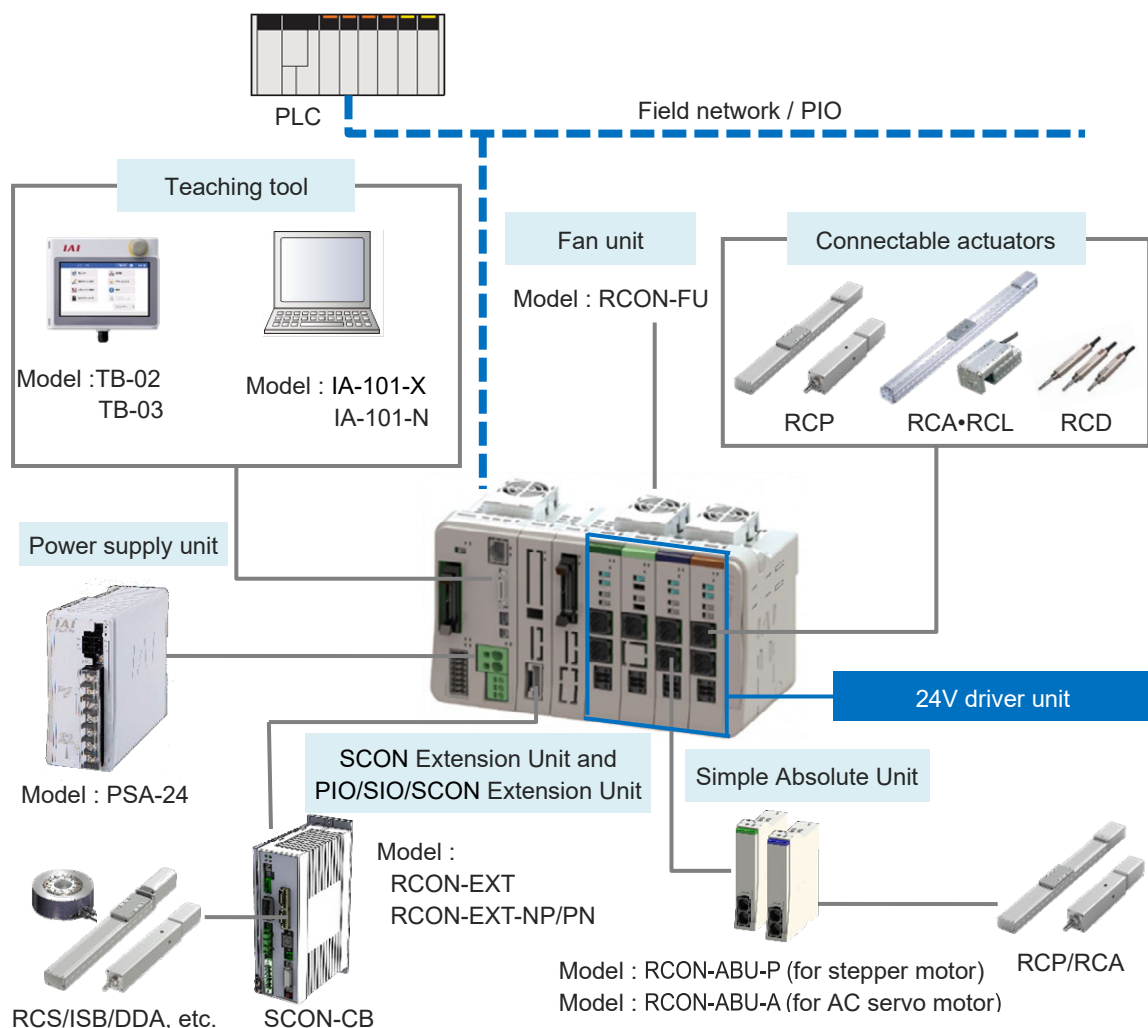 PLC
Field network / PIO
Teaching tool
IAI
Model :TB-02
TB-03
Model : IA-101-X
IA-101-N
Fan unit
Model : RCON-FU
Connectable actuators
RCP
RCA•RCL
RCD
Power supply unit
IAI
Model : PSA-24
24V driver unit
SCON Extension Unit and
PIO/SIO/SCON Extension Unit
Model :
RCON-EXT
RCON-EXT-NP/PN
Simple Absolute Unit
Model : RCON-ABU-P (for stepper motor)
Model : RCON-ABU-A (for AC servo motor)
RCP/RCA
RCS/ISB/DDA, etc.
SCON-CB